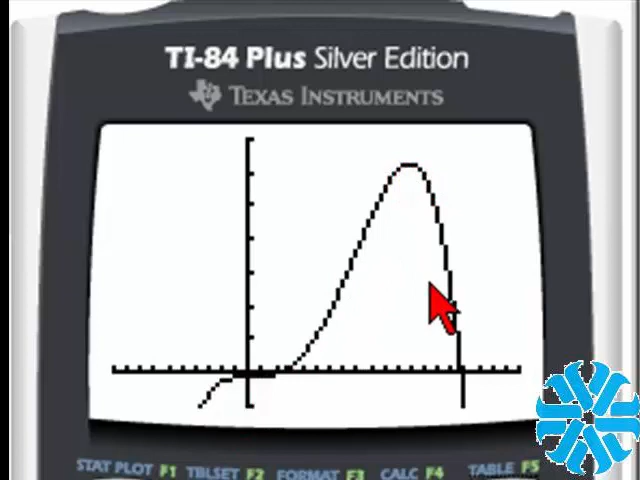 TI-84 Plus Silver Edition
TEXAS INSTRUMENTS
STAT PLOT F1 TBLSET F2 FORMAT F3 CALC F4 TABLE F5